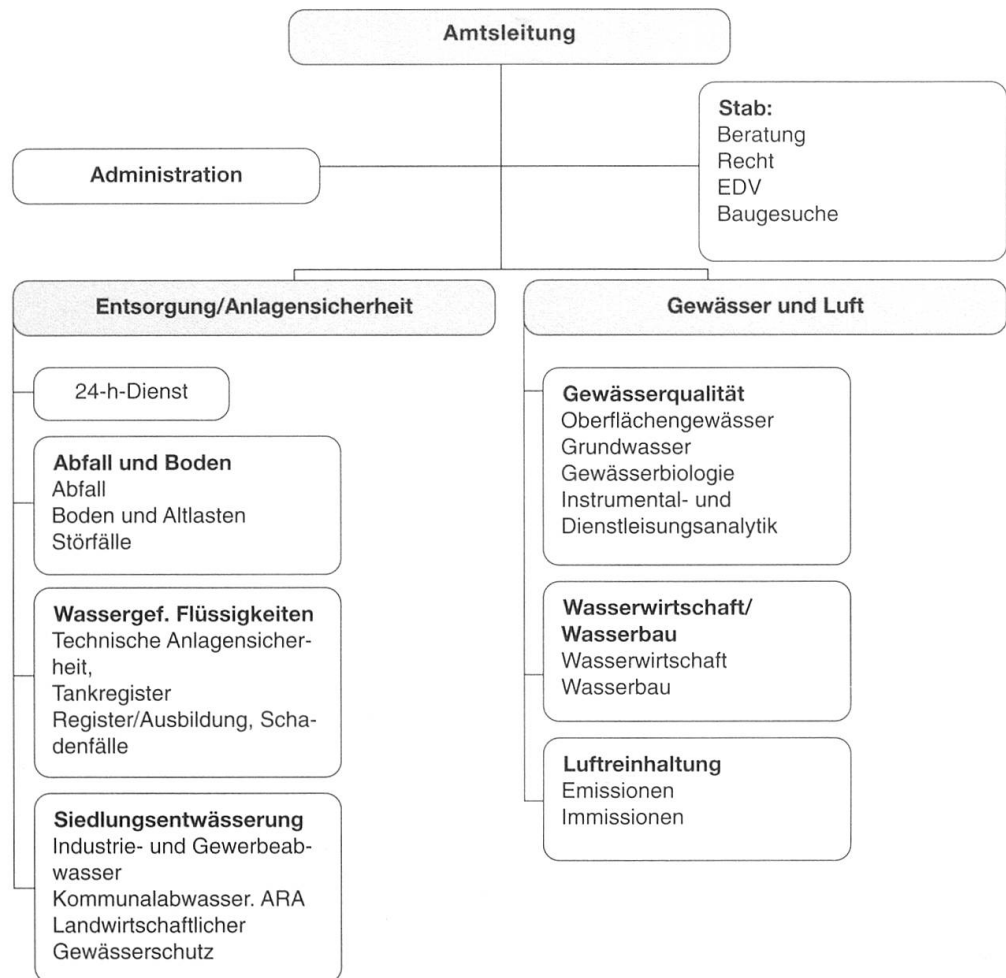 Amtsleitung
Stab:
Beratung
Recht
EDV
Baugesuche
Administration
Entsorgung/Anlagensicherheit
24-h-Dienst
Abfall und Boden
Abfall
Boden und Altlasten
Störfälle
Wassergef. Flüssigkeiten
Technische Anlagensicher-
heit,
Tankregister
Register/Ausbildung, Scha-
denfälle
Siedlungsentwässerung
Industrie- und Gewerbeab-
wasser
Kommunalabwasser. ARA
Landwirtschaftlicher
Gewässerschutz
Gewässer und Luft
Gewässerqualität
Oberflächengewässer
Grundwasser
Gewässerbiologie
Instrumental- und
Dienstleisungsanalytik
Wasserwirtschaft/
Wasserbau
Wasserwirtschaft
Wasserbau
Luftreinhaltung
Emissionen
Immissionen